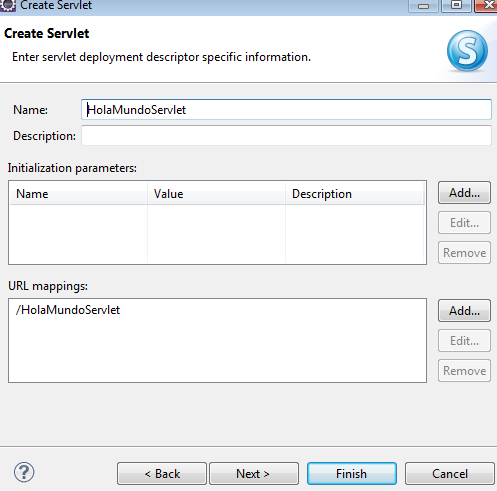 Create Servlet
Create Servlet
Enter servlet deployment descriptor specific information.
S
Name: HolaMundoServlet
Description:
Initialization parameters:
Name Value Description
Add...
Edit...
Remove
URL mappings:
/HolaMundoServlet
Add...
Edit...
Remove
? < Back Next > Finish Cancel